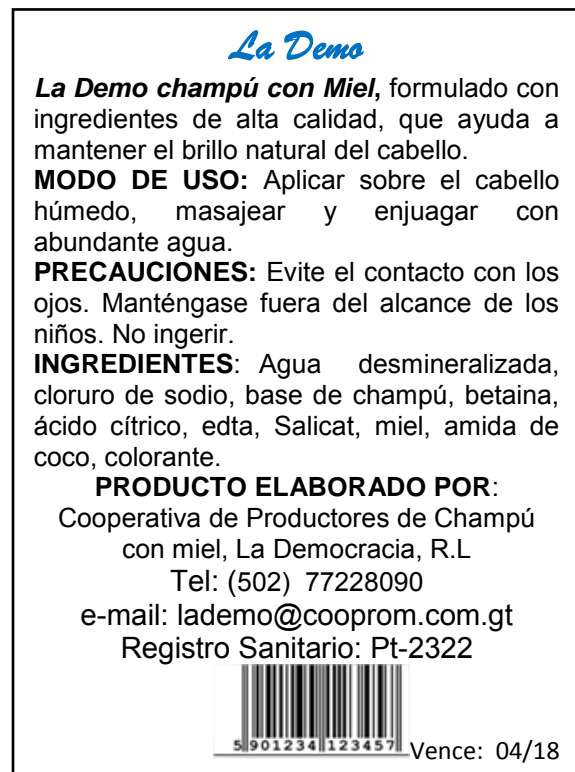 La Demo
La Demo champú con Miel, formulado con
ingredientes de alta calidad, que ayuda a
mantener el brillo natural del cabello.
MODO DE USO: Aplicar sobre el cabello
húmedo, masajear y enjuagar con
abundante agua.
PRECAUCIONES: Evite el contacto con los
ojos. Manténgase fuera del alcance de los
niños. No ingerir.
INGREDIENTES: Agua desmineralizada,
cloruro de sodio, base de champú, betaina,
ácido cítrico, edta, Salicat, miel, amida de
coco, colorante.
PRODUCTO ELABORADO POR:
Cooperativa de Productores de Champú
con miel, La Democracia, R.L
Tel: (502) 77228090
e-mail: lademo@cooprom.com.gt
Registro Sanitario: Pt-2322
5 901234 123457
Vence: 04/18